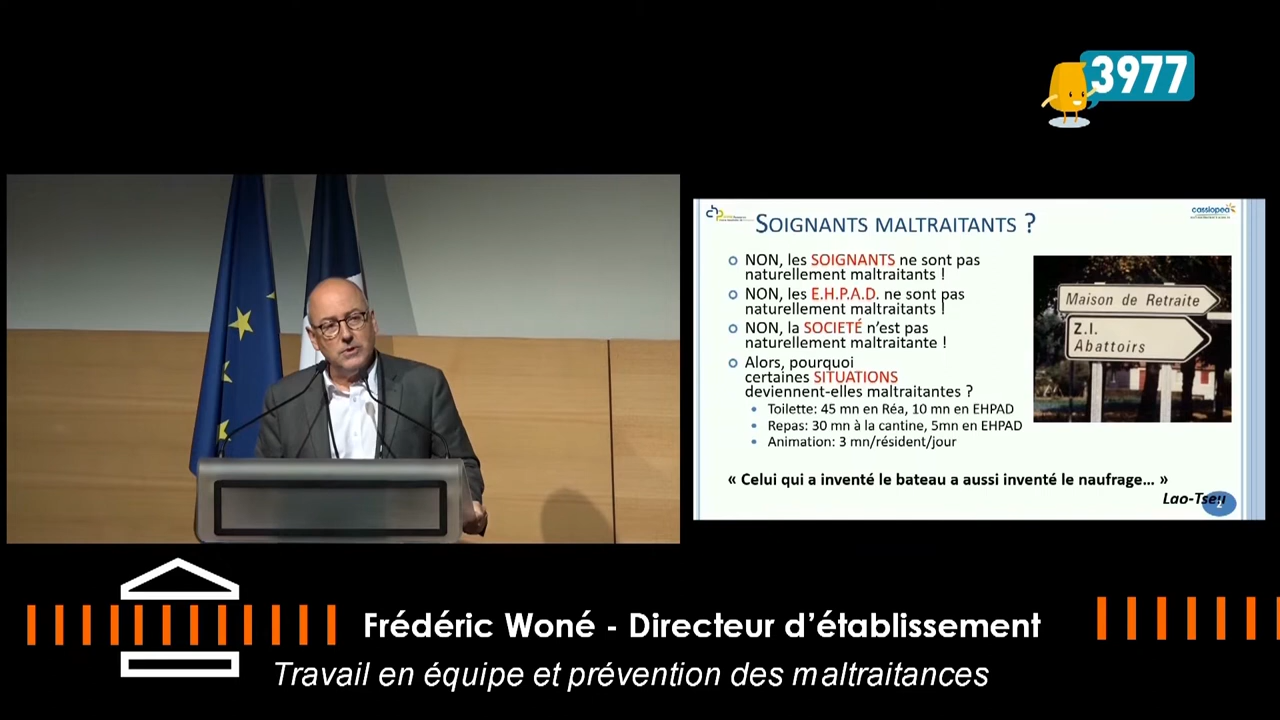 3977
cassiopea
SOIGNANTS MALTRAITANTS ?
NON, les SOIGNANTS ne sont pas
naturellement maltraitants !
NON, les E.H.P.A.D. ne sont pas
naturellement maltraitants !
NON, la SOCIETÉ n'est pas
naturellement maltraitante !
Alors, pourquoi
certaines SITUATIONS
deviennent-elles maltraitantes ?
Toilette: 45 mn en Réa, 10 mn en EHPAD
Repas: 30 mn à la cantine, 5mn en EHPAD
Animation: 3 mn/résident/jour
Maison de Retraite
Z.I.
Abattoirs
« Celui qui a inventé le bateau a aussi inventé le naufrage... »
Lao-Tseu
2
Frédéric Woné - Directeur d'établissement
Travail en équipe et prévention des maltraitances